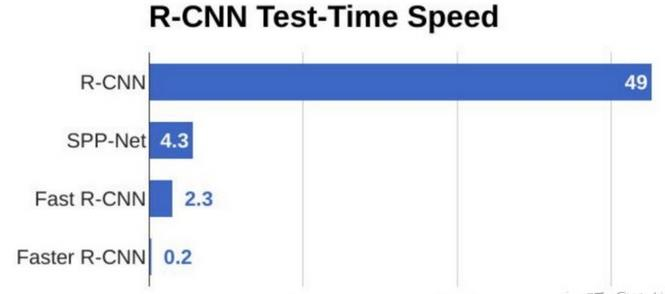 R-CNN Test-Time Speed
R-CNN 49
SPP-Net 4.3
Fast R-CNN 2.3
Faster R-CNN 0.2